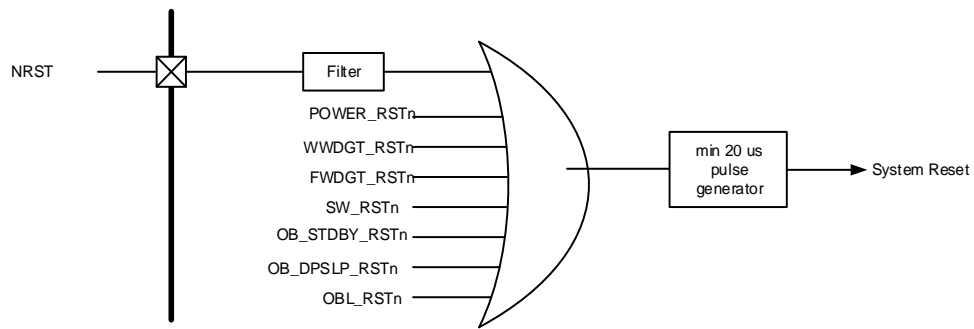 NRST
Filter
POWER_RSTn
WWDGT_RSTn
FWDGT_RSTn
SW_RSTn
OB_STDBY_RSTn
OB_DPSLP_RSTn
OBL_RSTn
min 20 us
pulse
generator
System Reset